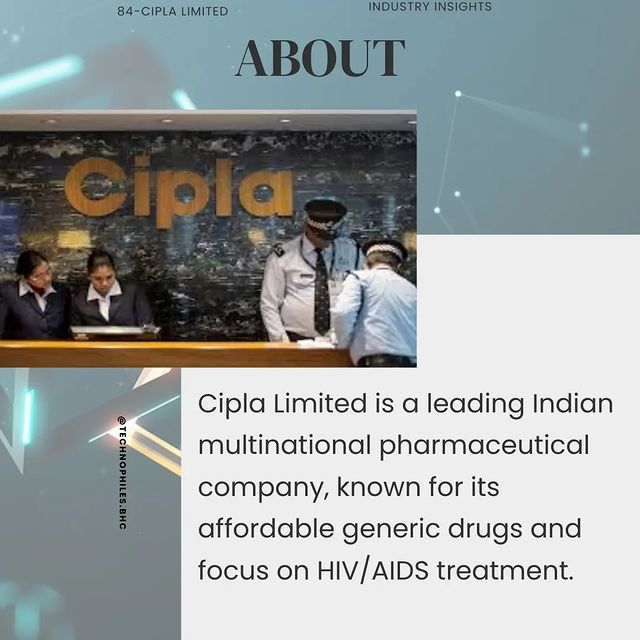 84-CIPLA LIMITED
INDUSTRY INSIGHTS
ABOUT
Cipla
@TECHNOPHILES.BHC
Cipla Limited is a leading Indian
multinational pharmaceutical
company, known for its
affordable generic drugs and
focus on HIV/AIDS treatment.